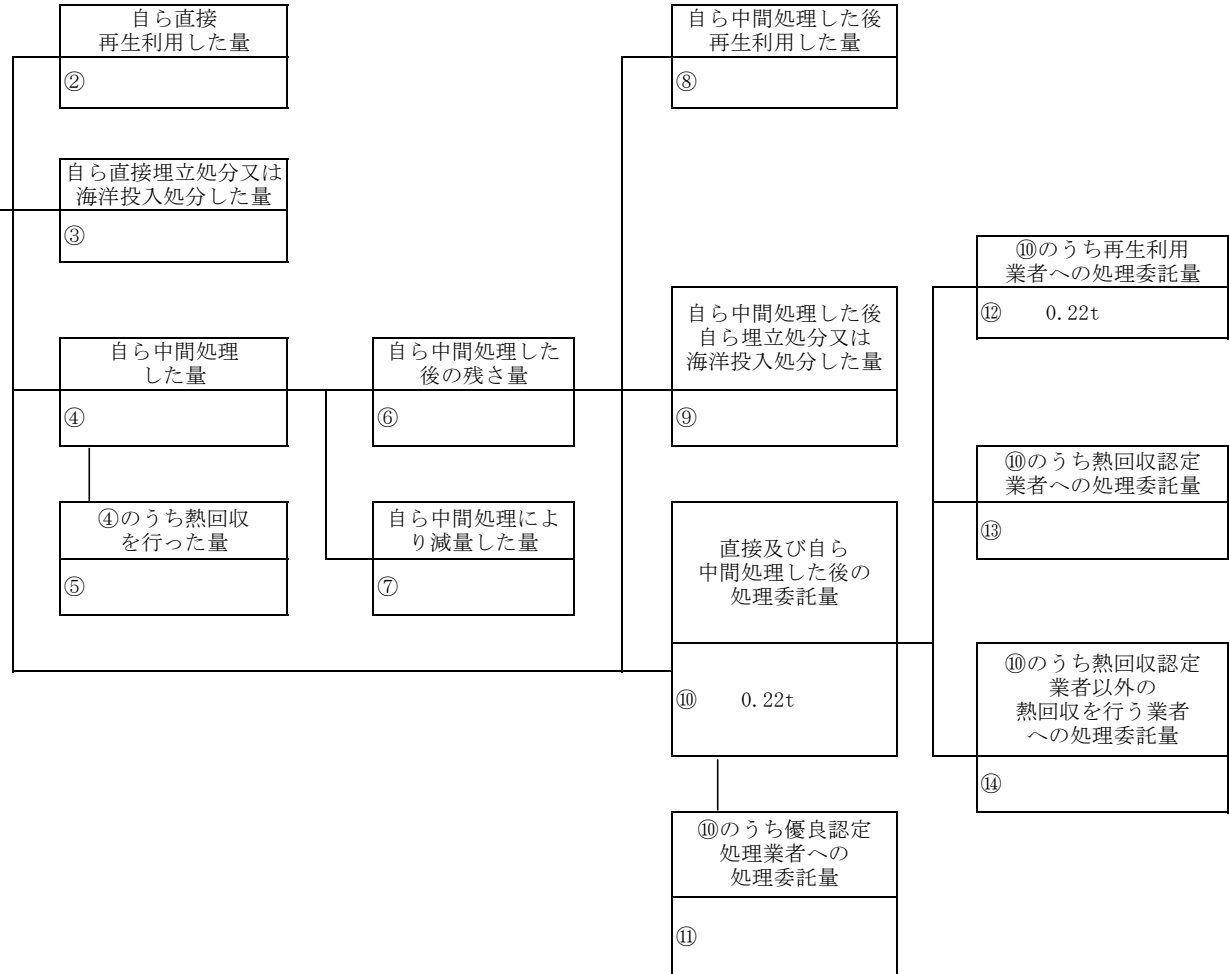 自ら直接
再生利用した量
②
自ら中間処理した後
再生利用した量
⑧
自ら直接埋立処分又は
海洋投入処分した量
③
⑩のうち再生利用
業者への処理委託量
⑫ 0.22t
自ら中間処理した後
自ら埋立処分又は
海洋投入処分した量
⑨
自ら中間処理
した量
④
自ら中間処理した
後の残さ量
⑥
⑩のうち熱回収認定
業者への処理委託量
⑬
④のうち熱回収
を行った量
⑤
自ら中間処理によ
り減量した量
⑦
直接及び自ら
中間処理した後の
処理委託量
⑩ 0.22t
⑩のうち熱回収認定
業者以外の
熱回収を行う業者
への処理委託量
⑭
⑩のうち優良認定
処理業者への
処理委託量
⑪